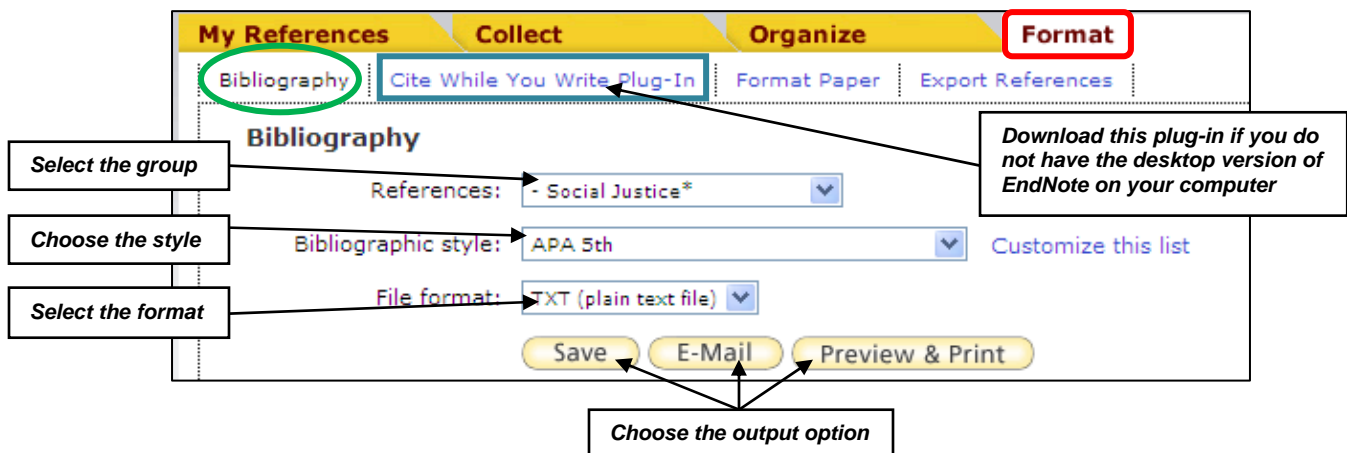 My References Collect Organize Format
Bibliography Cite While You Write Plug-In Format Paper Export References
Bibliography
Download this plug-in if you do
not have the desktop version of
EndNote on your computer
Select the group
References: - Social Justice*
Choose the style
Bibliographic style: APA 5th Customize this list
Select the format
File format: TXT (plain text file)
Save E-Mail Preview & Print
Choose the output option